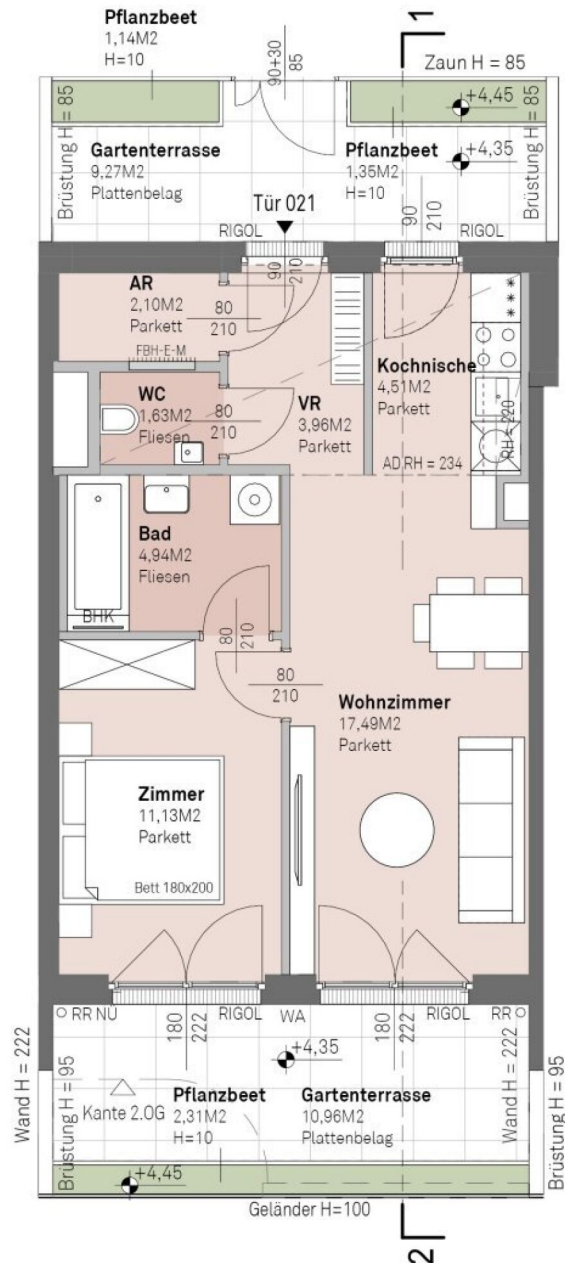 Pflanzbeet
1,14M2
H=10
1
90+30
85
Zaun H = 85
Brüstung H = 85
+4,45
Brüstung H = 85
Gartenterrasse
9,27M2
Plattenbelag
Pflanzbeet
1,35M2
H=10
+4,35
Tür 021
RIGOL
90
210
RIGOL
90
210
AR
2,10M2
Parkett
80
210
FBH-E-M
Kochnische
4,51M2
Parkett
WC
1,63M2
Fliesen
80
210
VR
3,96M2
Parkett
RH = 220
AD.RH = 234
Bad
4,94M2
Fliesen
BHK
80
210
80
210
Wohnzimmer
17,49M2
Parkett
Zimmer
11,13M2
Parkett
Bett 180x200
RR NÜ
180
222
RIGOL
WA
180
222
RIGOL
RR
Wand H = 222
+4,35
Wand H = 222
Brüstung H = 95
Kante 2.OG
Pflanzbeet
2,31M2
H=10
Gartenterrasse
10,96M2
Plattenbelag
Brüstung H = 95
+4,45
Geländer H=100
2